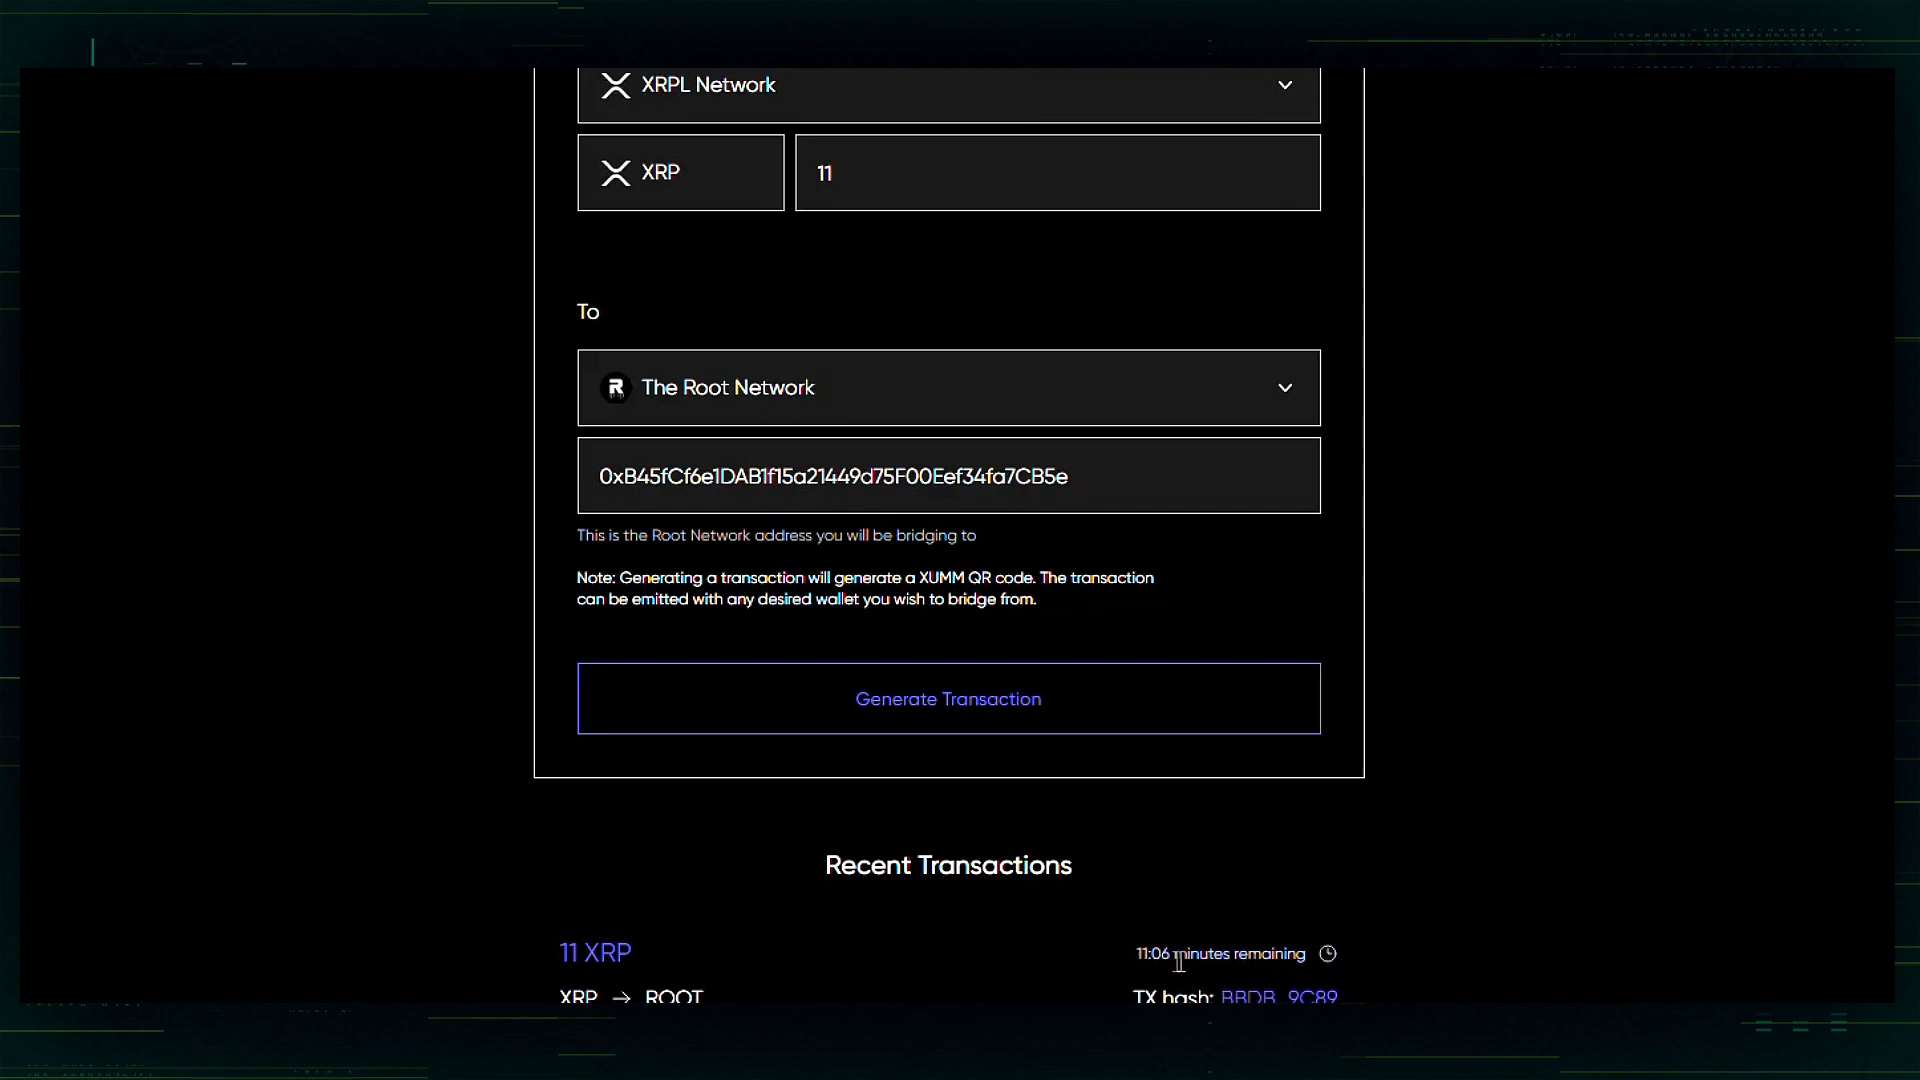 XRPL Network
XRP
11
To
The Root Network
0xB45fCf6e1DAB1f15a21449d75F00Eef34fa7CB5e
This is the Root Network address you will be bridging to
Note: Generating a transaction will generate a XUMM QR code. The transaction
can be emitted with any desired wallet you wish to bridge from.
Generate Transaction
Recent Transactions
11 XRP
11:06 minutes remaining
XRP → ROOT
TX hash: BBDB...9C89